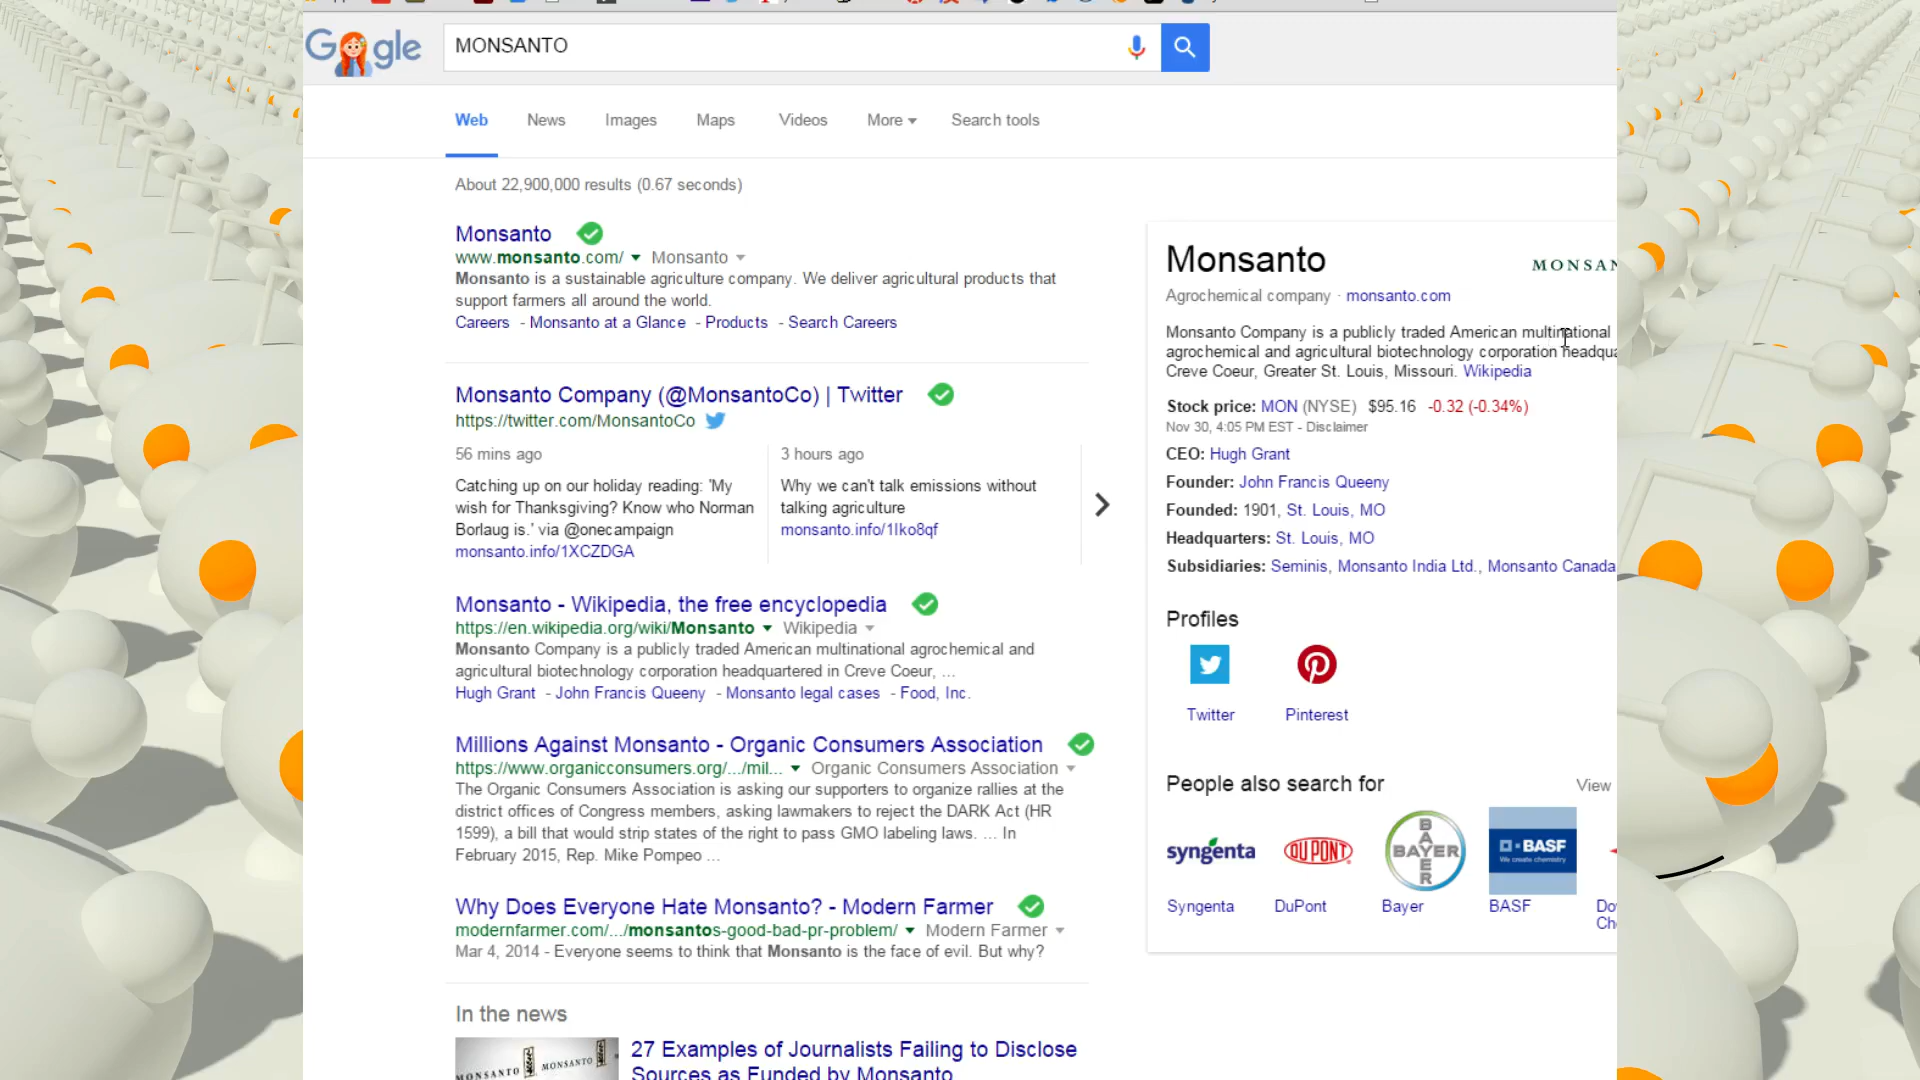 Google
MONSANTO
Web News Images Maps Videos More Search tools
About 22,900,000 results (0.67 seconds)
Monsanto
www.monsanto.com/ Monsanto
Monsanto is a sustainable agriculture company. We deliver agricultural products that
support farmers all around the world.
Careers - Monsanto at a Glance - Products - Search Careers
Monsanto Company (@MonsantoCo) | Twitter
https://twitter.com/MonsantoCo
56 mins ago
Catching up on our holiday reading: 'My
wish for Thanksgiving? Know who Norman
Borlaug is.' via @onecampaign
monsanto.info/1XCZDGA
3 hours ago
Why we can't talk emissions without
talking agriculture
monsanto.info/1Iko8qf
Monsanto - Wikipedia, the free encyclopedia
https://en.wikipedia.org/wiki/Monsanto Wikipedia
Monsanto Company is a publicly traded American multinational agrochemical and
agricultural biotechnology corporation headquartered in Creve Coeur, ...
Hugh Grant - John Francis Queeny - Monsanto legal cases - Food, Inc.
Millions Against Monsanto - Organic Consumers Association
https://www.organicconsumers.org/.../mil... Organic Consumers Association
The Organic Consumers Association is asking our supporters to organize rallies at the
district offices of Congress members, asking lawmakers to reject the DARK Act (HR
1599), a bill that would strip states of the right to pass GMO labeling laws. ... In
February 2015, Rep. Mike Pompeo ...
Why Does Everyone Hate Monsanto? - Modern Farmer
modernfarmer.com/.../monsantos-good-bad-pr-problem/ Modern Farmer
Mar 4, 2014 - Everyone seems to think that Monsanto is the face of evil. But why?
In the news
MONSANTO MONSANTO
27 Examples of Journalists Failing to Disclose
Sources as Funded by Monsanto
Monsanto
MONSAN
Agrochemical company · monsanto.com
Monsanto Company is a publicly traded American multinational
agrochemical and agricultural biotechnology corporation headqua
Creve Coeur, Greater St. Louis, Missouri. Wikipedia
Stock price: MON (NYSE) $95.16 -0.32 (-0.34%)
Nov 30, 4:05 PM EST - Disclaimer
CEO: Hugh Grant
Founder: John Francis Queeny
Founded: 1901, St. Louis, MO
Headquarters: St. Louis, MO
Subsidiaries: Seminis, Monsanto India Ltd., Monsanto Canada
Profiles
Twitter Pinterest
People also search for View
syngenta DU PONT BAYER BAYER BASF
We create chemistry
Syngenta DuPont Bayer BASF Do
Ch